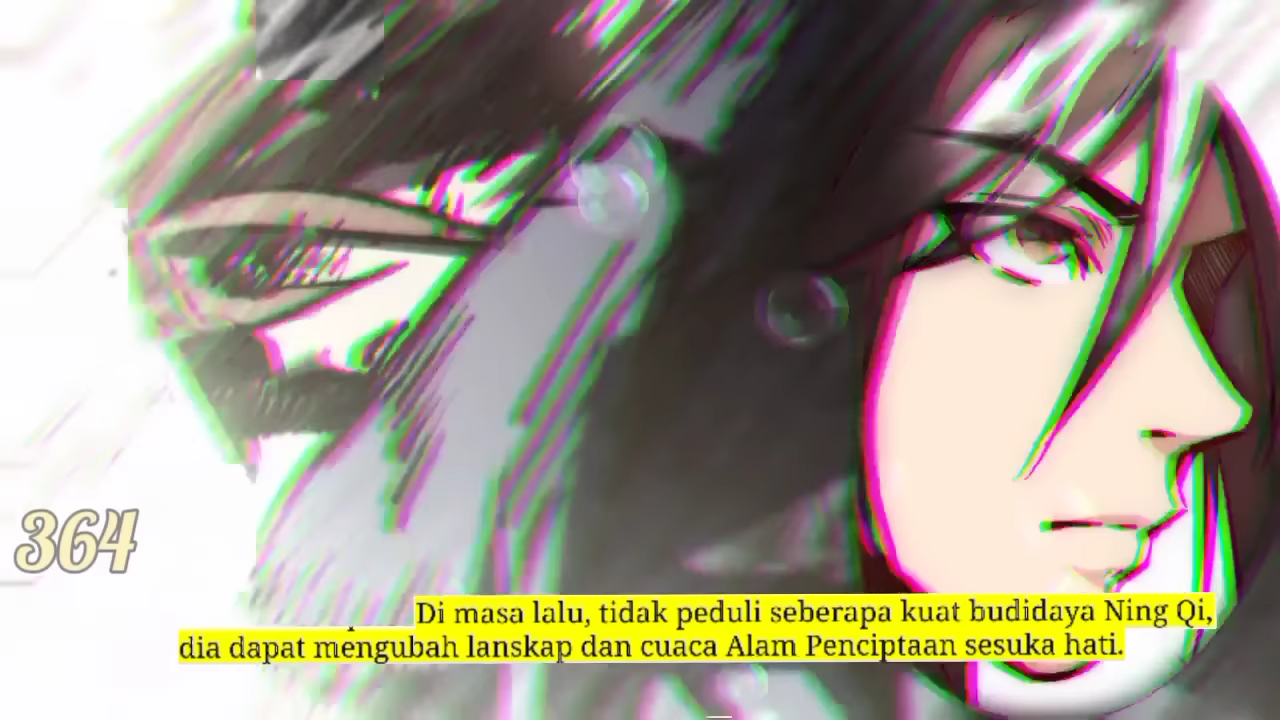 364
Di masa lalu, tidak peduli seberapa kuat budidaya Ning Qi,
dia dapat mengubah lanskap dan cuaca Alam Penciptaan sesuka hati.